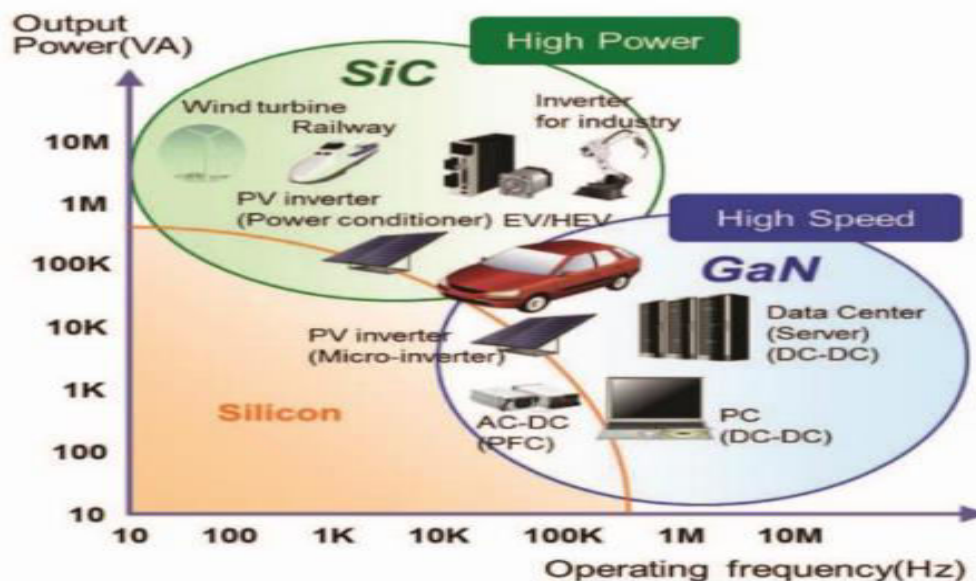 Output
Power(VA)
High Power
SiC
Wind turbine
Railway
Inverter
for industry
10M
PV inverter
(Power conditioner) EV/HEV
1M
High Speed
100K
GaN
10K
PV inverter
(Micro-inverter)
Data Center
(Server)
(DC-DC)
1K
Silicon
AC-DC
(PFC)
PC
(DC-DC)
100
10
10 100 1K 10K 100K 1M 10M
Operating frequency(Hz)